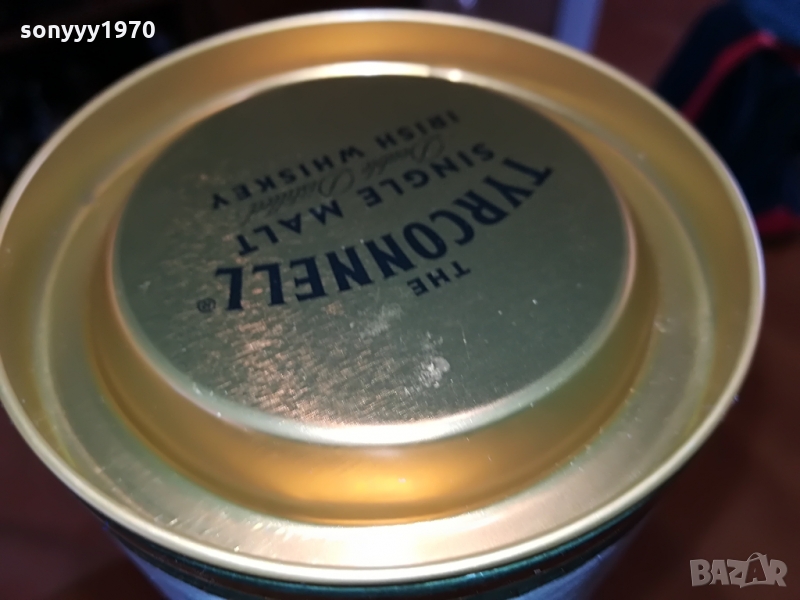 sonyyy1970
THE
TYRCONNELL®
SINGLE MALT
Double Distilled
IRISH WHISKEY
BAZAR